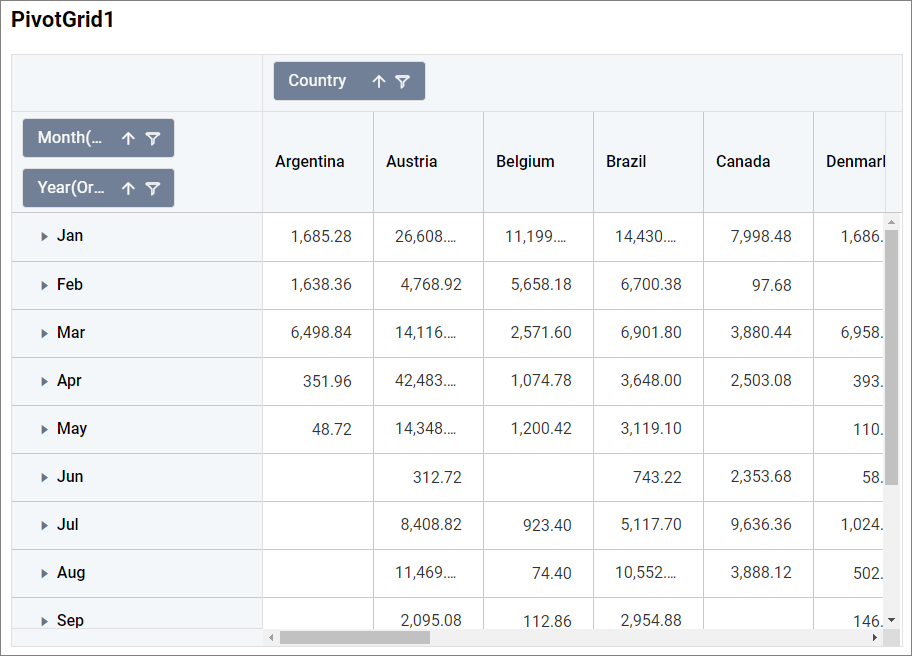 PivotGrid1
Country
Month(...
Year(Or...
Argentina Austria Belgium Brazil Canada Denmark
Jan 1,685.28 26,608.... 11,199.... 14,430.... 7,998.48 1,686.
Feb 1,638.36 4,768.92 5,658.18 6,700.38 97.68
Mar 6,498.84 14,116.... 2,571.60 6,901.80 3,880.44 6,958.
Apr 351.96 42,483.... 1,074.78 3,648.00 2,503.08 393.
May 48.72 14,348.... 1,200.42 3,119.10 110.
Jun 312.72 743.22 2,353.68 58.
Jul 8,408.82 923.40 5,117.70 9,636.36 1,024.
Aug 11,469.... 74.40 10,552.... 3,888.12 502.
Sep 2,095.08 112.86 2,954.88 146.